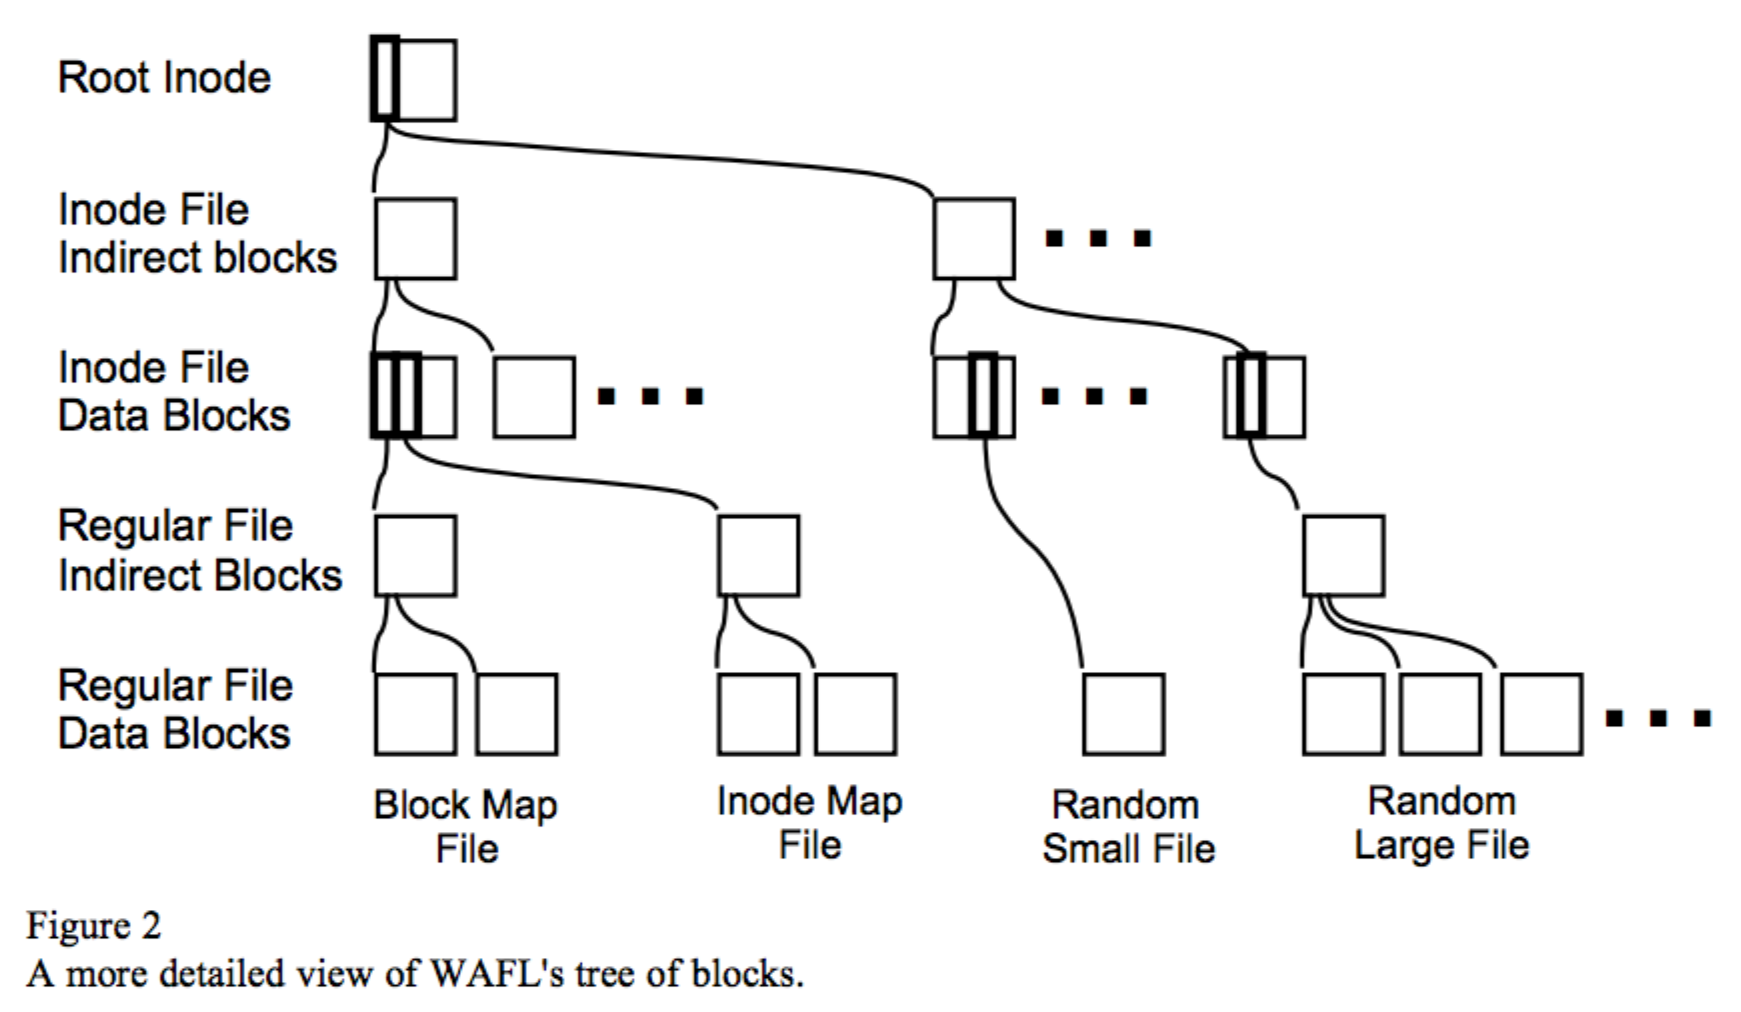 Root Inode
Inode File
Indirect blocks
Inode File
Data Blocks
Regular File
Indirect Blocks
Regular File
Data Blocks
Block Map
File
Inode Map
File
Random
Small File
Random
Large File
Figure 2
A more detailed view of WAFL's tree of blocks.